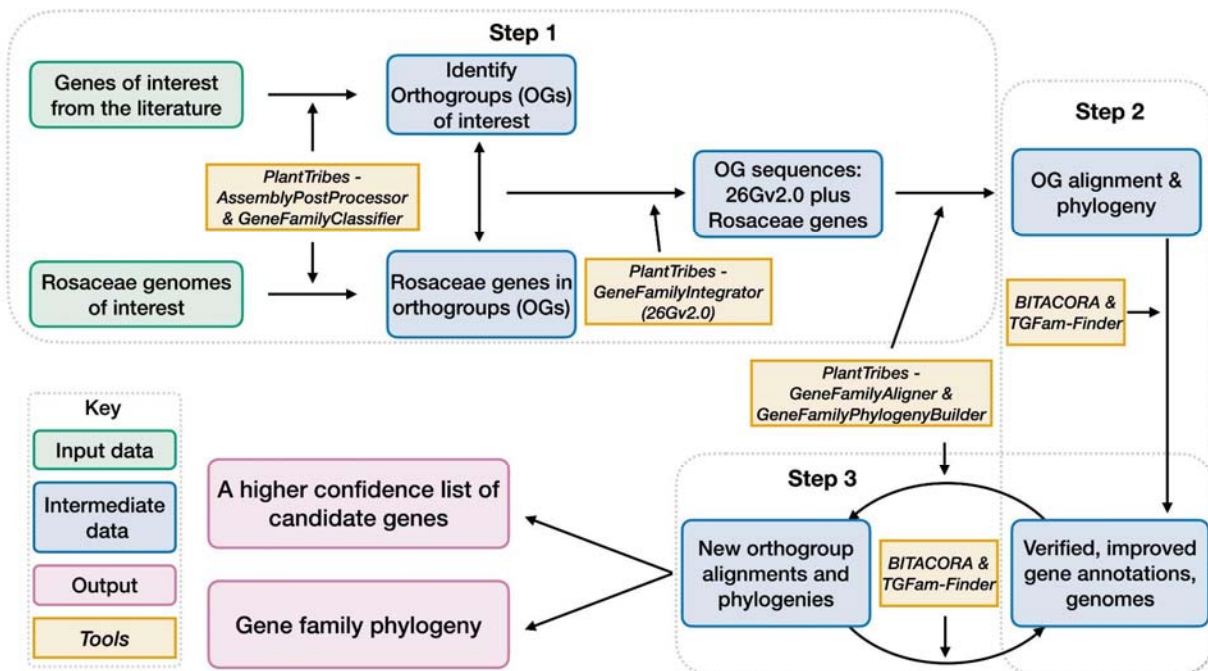 Step 1
Genes of interest
from the literature
Identify
Orthogroups (OGs)
of interest
PlantTribes -
AssemblyPostProcessor
& GeneFamilyClassifier
OG sequences:
26Gv2.0 plus
Rosaceae genes
Rosaceae genomes
of interest
Rosaceae genes in
orthogroups (OGs)
PlantTribes -
GeneFamilyIntegrator
(26Gv2.0)
Step 2
OG alignment &
phylogeny
BITACORA &
TGFam-Finder
PlantTribes -
GeneFamilyAligner &
GeneFamilyPhylogenyBuilder
Step 3
New orthogroup
alignments and
phylogenies
BITACORA &
TGFam-Finder
Verified, improved
gene annotations,
genomes
A higher confidence list of
candidate genes
Gene family phylogeny
Key
Input data
Intermediate
data
Output
Tools